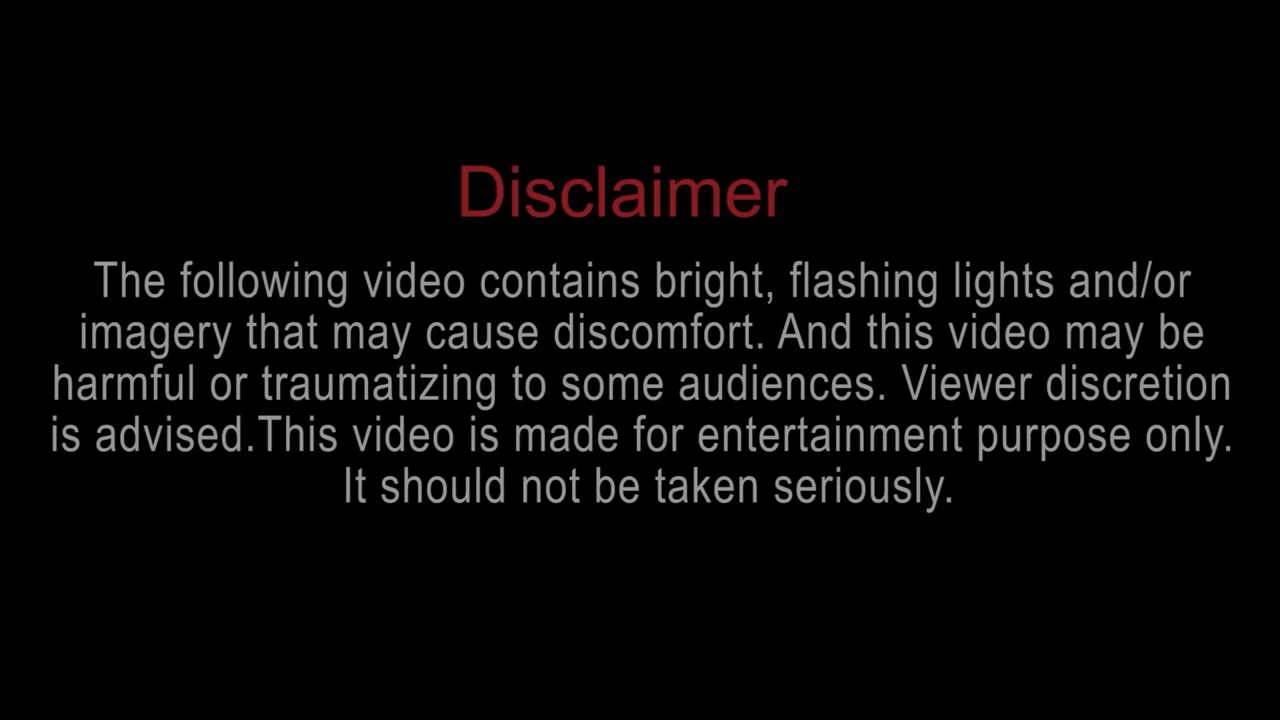 Disclaimer
The following video contains bright, flashing lights and/or
imagery that may cause discomfort. And this video may be
harmful or traumatizing to some audiences. Viewer discretion
is advised.This video is made for entertainment purpose only.
It should not be taken seriously.